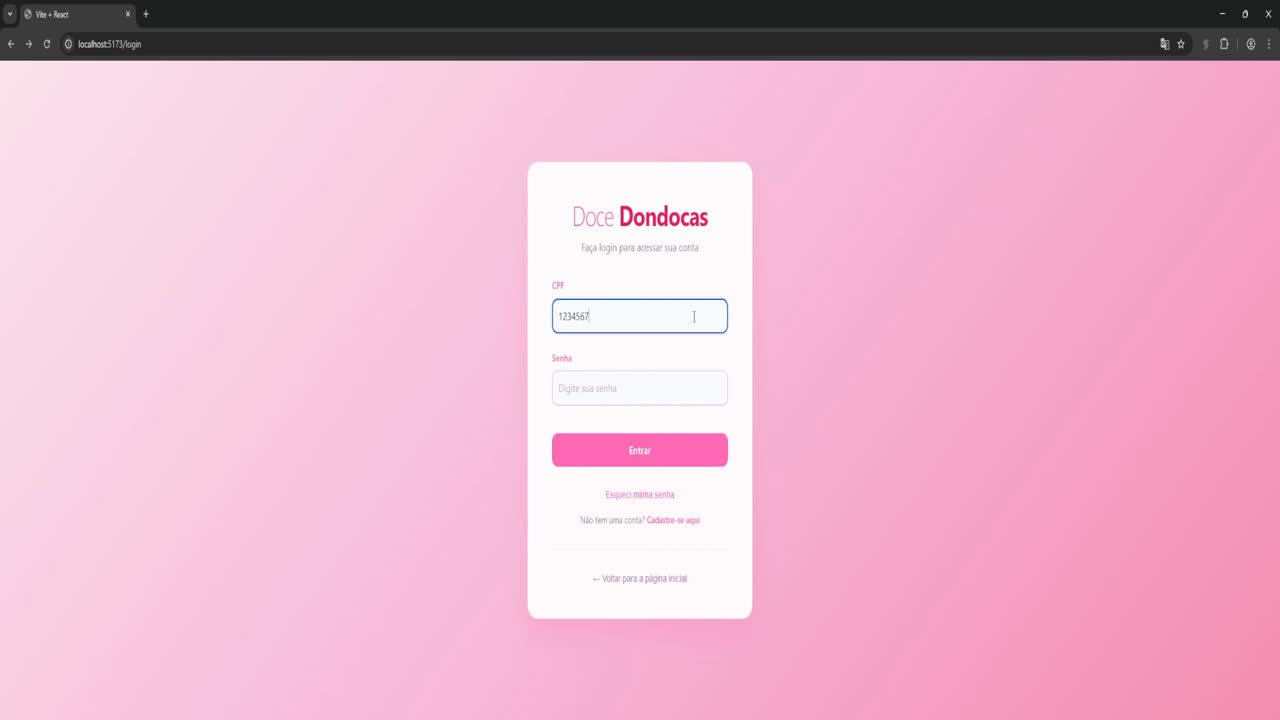 Vite + React
localhost:5173/login
Doce Dondocas
Faça login para acessar sua conta
CPF
1234567
Senha
Digite sua senha
Entrar
Esqueci minha senha
Não tem uma conta? Cadastre-se aqui
← Voltar para a página inicial